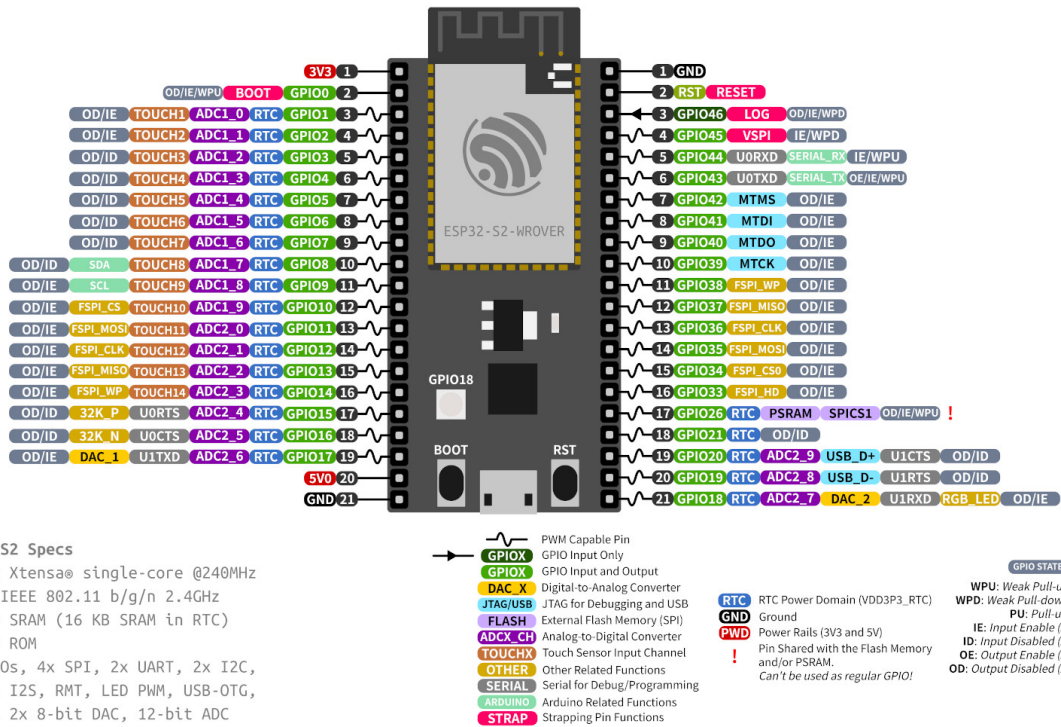 3V3 1
OD/IE/WPU BOOT GPIO0 2
OD/IE TOUCH1 ADC1_0 RTC GPIO1 3
OD/IE TOUCH2 ADC1_1 RTC GPIO2 4
OD/ID TOUCH3 ADC1_2 RTC GPIO3 5
OD/ID TOUCH4 ADC1_3 RTC GPIO4 6
OD/ID TOUCH5 ADC1_4 RTC GPIO5 7
OD/ID TOUCH6 ADC1_5 RTC GPIO6 8
OD/ID TOUCH7 ADC1_6 RTC GPIO7 9
OD/ID SDA TOUCH8 ADC1_7 RTC GPIO8 10
OD/IE SCL TOUCH9 ADC1_8 RTC GPIO9 11
OD/IE FSPI_CS TOUCH10 ADC1_9 RTC GPIO10 12
OD/IE FSPI_MOSI TOUCH11 ADC2_0 RTC GPIO11 13
OD/IE FSPI_CLK TOUCH12 ADC2_1 RTC GPIO12 14
OD/IE FSPI_MISO TOUCH13 ADC2_2 RTC GPIO13 15
OD/IE FSPI_WP TOUCH14 ADC2_3 RTC GPIO14 16
OD/ID 32K_P U0RTS ADC2_4 RTC GPIO15 17
OD/ID 32K_N U0CTS ADC2_5 RTC GPIO16 18
OD/IE DAC_1 U1TXD ADC2_6 RTC GPIO17 19
5V0 20
GND 21
ESP32-S2-WROVER
GPIO18
BOOT
RST
1 GND
2 RST RESET
3 GPIO46 LOG OD/IE/WPD
4 GPIO45 VSPI IE/WPD
5 GPIO44 U0RXD SERIAL_RX IE/WPU
6 GPIO43 U0TXD SERIAL_TX OE/IE/WPU
7 GPIO42 MTMS OD/IE
8 GPIO41 MTDI OD/IE
9 GPIO40 MTDO OD/IE
10 GPIO39 MTCK OD/IE
11 GPIO38 FSPI_WP OD/IE
12 GPIO37 FSPI_MISO OD/IE
13 GPIO36 FSPI_CLK OD/IE
14 GPIO35 FSPI_MOSI OD/IE
15 GPIO34 FSPI_CS0 OD/IE
16 GPIO33 FSPI_HD OD/IE
17 GPIO26 RTC PSRAM SPICS1 OD/IE/WPU !
18 GPIO21 RTC OD/ID
19 GPIO20 RTC ADC2_9 USB_D+ U1CTS OD/ID
20 GPIO19 RTC ADC2_8 USB_D- U1RTS OD/ID
21 GPIO18 RTC ADC2_7 DAC_2 U1RXD RGB_LED OD/IE
S2 Specs
Xtensa® single-core @240MHz
IEEE 802.11 b/g/n 2.4GHz
SRAM (16 KB SRAM in RTC)
ROM
Os, 4x SPI, 2x UART, 2x I2C,
I2S, RMT, LED PWM, USB-OTG,
2x 8-bit DAC, 12-bit ADC
PWM Capable Pin
GPIOX GPIO Input Only
GPIOX GPIO Input and Output
DAC_X Digital-to-Analog Converter
JTAG/USB JTAG for Debugging and USB
FLASH External Flash Memory (SPI)
ADCX_CH Analog-to-Digital Converter
TOUCHX Touch Sensor Input Channel
OTHER Other Related Functions
SERIAL Serial for Debug/Programming
ARDUINO Arduino Related Functions
STRAP Strapping Pin Functions
RTC RTC Power Domain (VDD3P3_RTC)
GND Ground
PWD Power Rails (3V3 and 5V)
! Pin Shared with the Flash Memory
and/or PSRAM.
Can't be used as regular GPIO!
GPIO STATE
WPU: Weak Pull-u
WPD: Weak Pull-dow
PU: Pull-u
IE: Input Enable (
ID: Input Disabled (
OE: Output Enable (
OD: Output Disabled (